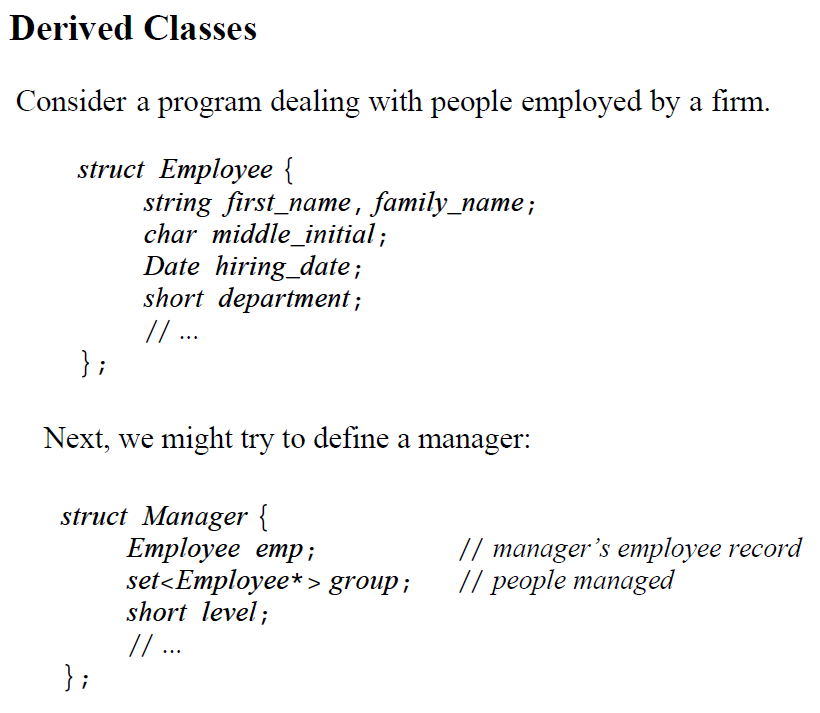 Derived Classes
Consider a program dealing with people employed by a firm.
struct Employee {
string first_name, family_name;
char middle_initial;
Date hiring_date;
short department;
// ...
};
Next, we might try to define a manager:
struct Manager {
Employee emp; // manager’s employee record
set<Employee*> group; // people managed
short level;
// ...
};